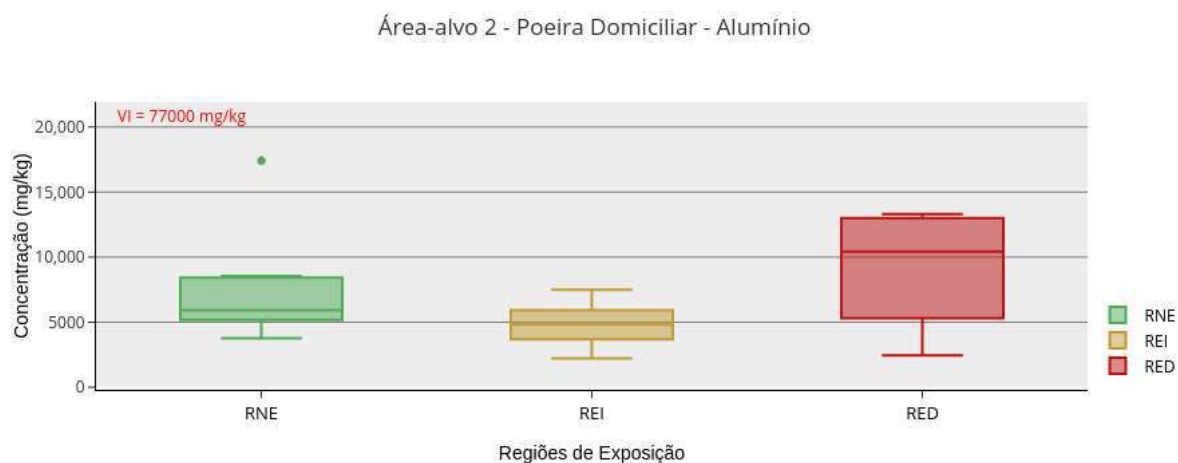 Área-alvo 2 - Poeira Domiciliar - Alumínio
VI = 77000 mg/kg
Concentração (mg/kg)
20,000
15,000
10,000
5000
0
RNE
REI
RED
Regiões de Exposição
RNE
REI
RED